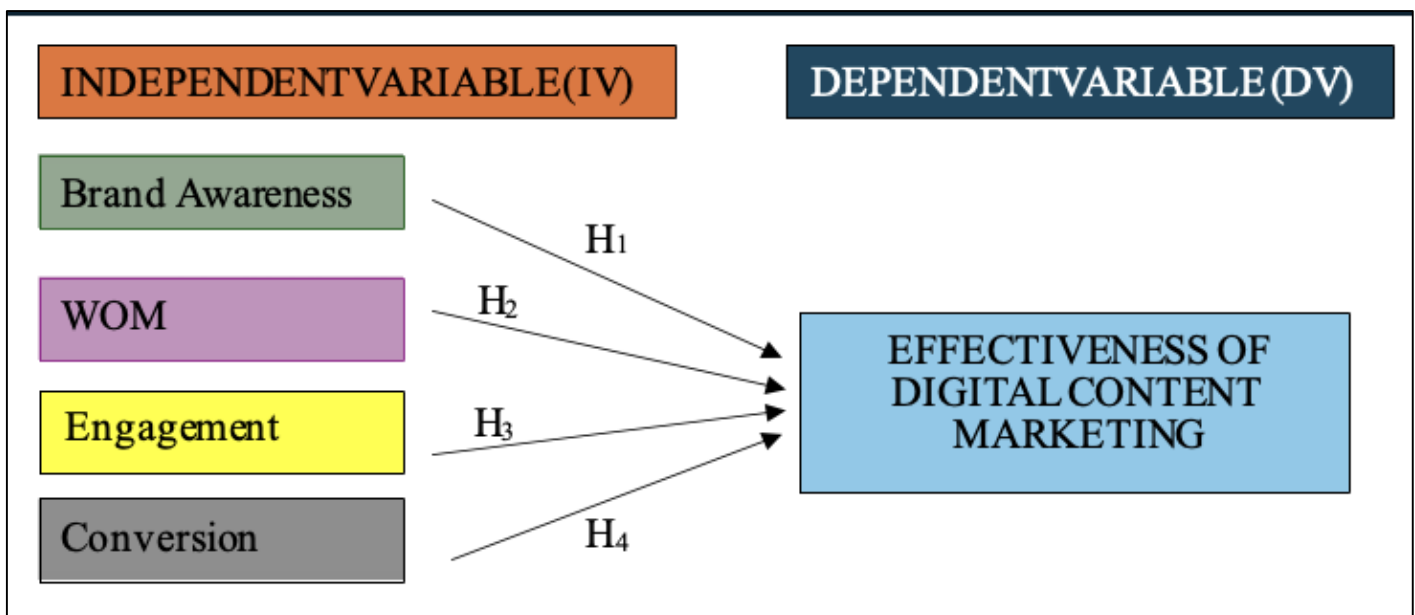 INDEPENDENTVARIABLE(IV)
DEPENDENTVARIABLE (DV)
Brand Awareness
H1
WOM
H2
EFFECTIVENESS OF
DIGITAL CONTENT
MARKETING
Engagement
H3
Conversion
H4